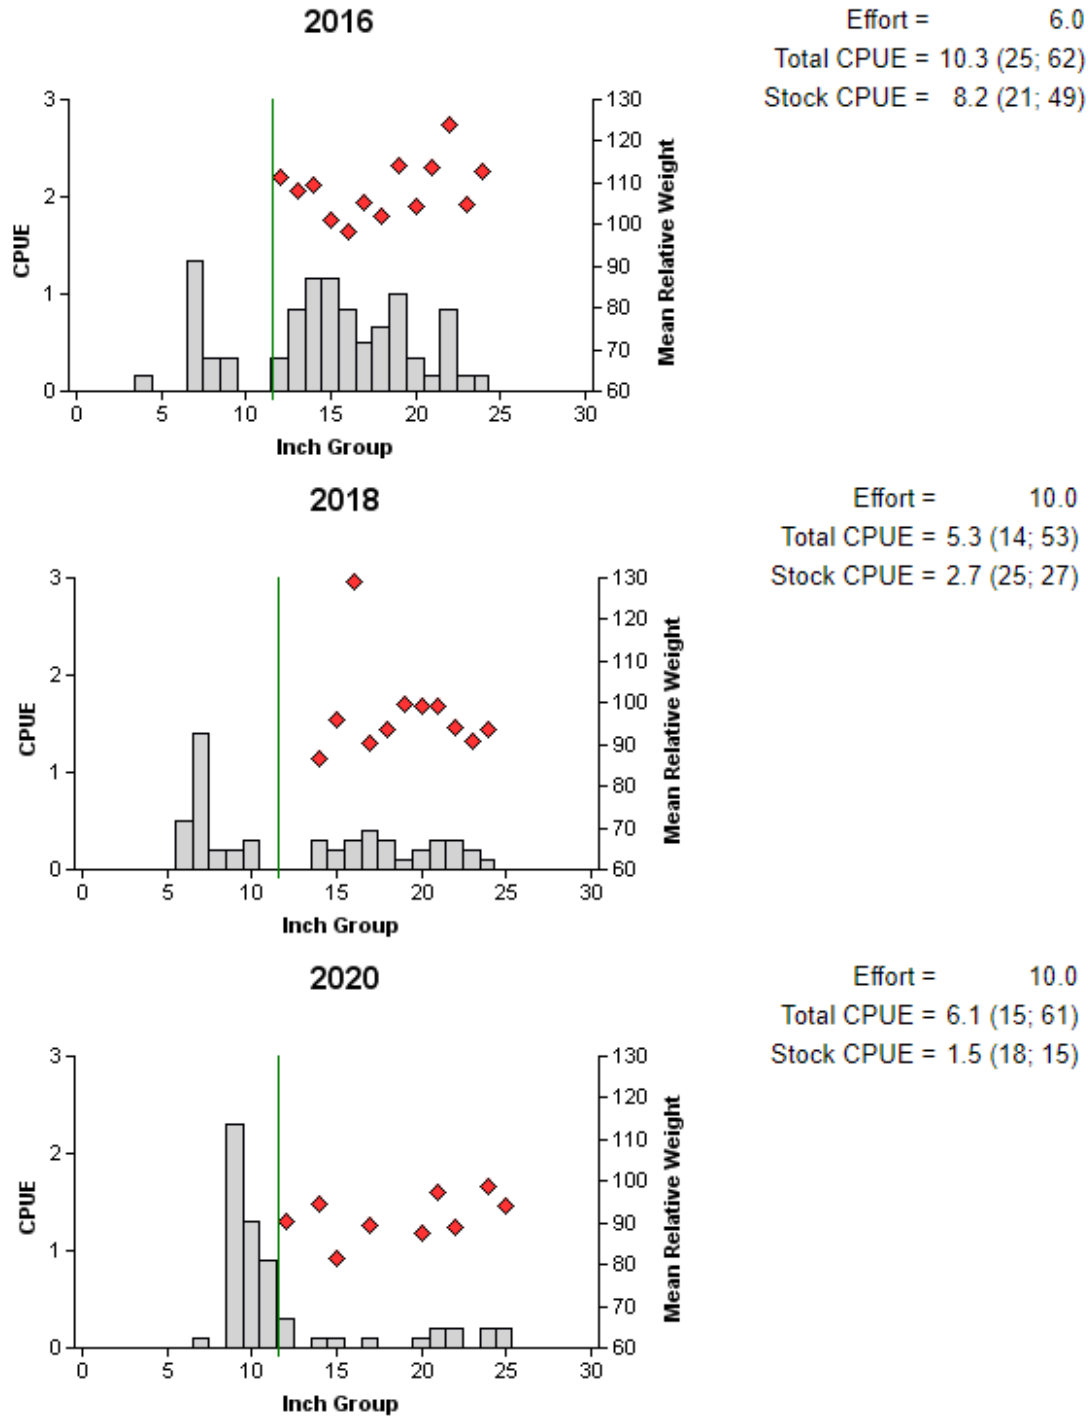 2016
Effort = 6.0
Total CPUE = 10.3 (25; 62)
Stock CPUE = 8.2 (21; 49)
3
2
1
0
CPUE
130
120
110
100
90
80
70
60
Mean Relative Weight
0 5 10 15 20 25 30
Inch Group
2018
Effort = 10.0
Total CPUE = 5.3 (14; 53)
Stock CPUE = 2.7 (25; 27)
3
2
1
0
CPUE
130
120
110
100
90
80
70
60
Mean Relative Weight
0 5 10 15 20 25 30
Inch Group
2020
Effort = 10.0
Total CPUE = 6.1 (15; 61)
Stock CPUE = 1.5 (18; 15)
3
2
1
0
CPUE
130
120
110
100
90
80
70
60
Mean Relative Weight
0 5 10 15 20 25 30
Inch Group